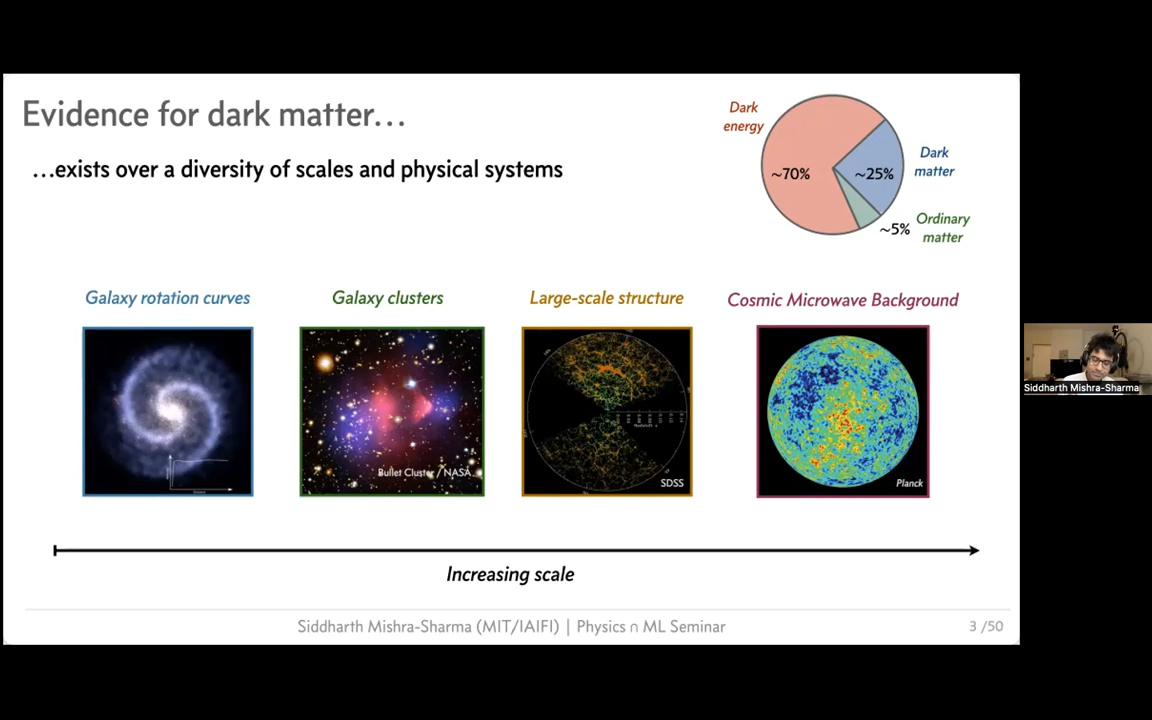 Evidence for dark matter…
…exists over a diversity of scales and physical systems
Dark
energy
~70%
~25%
Dark
matter
~5%
Ordinary
matter
Galaxy rotation curves
Galaxy clusters
Large-scale structure
Cosmic Microwave Background
Bullet Cluster / NASA
SDSS
Planck
Increasing scale
Siddharth Mishra-Sharma (MIT/IAIFI) | Physics ∩ ML Seminar
3 /50
Siddharth Mishra-Sharma